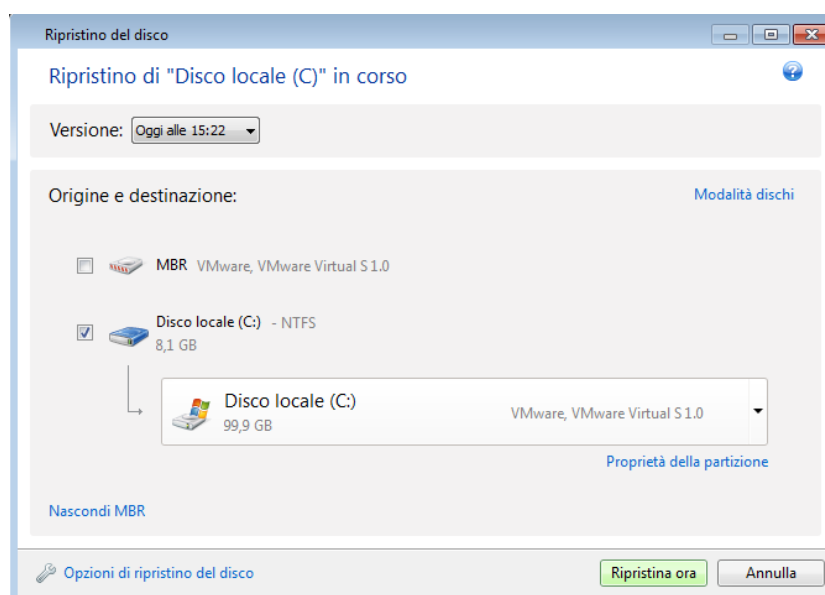 Ripristino del disco
Ripristino di "Disco locale (C)" in corso
Versione: Oggi alle 15:22
Origine e destinazione:
Modalità dischi
MBR VMware, VMware Virtual S 1.0
Disco locale (C:) - NTFS
8,1 GB
Disco locale (C:)
VMware, VMware Virtual S 1.0
99,9 GB
Proprietà della partizione
Nascondi MBR
Opzioni di ripristino del disco
Ripristina ora
Annulla